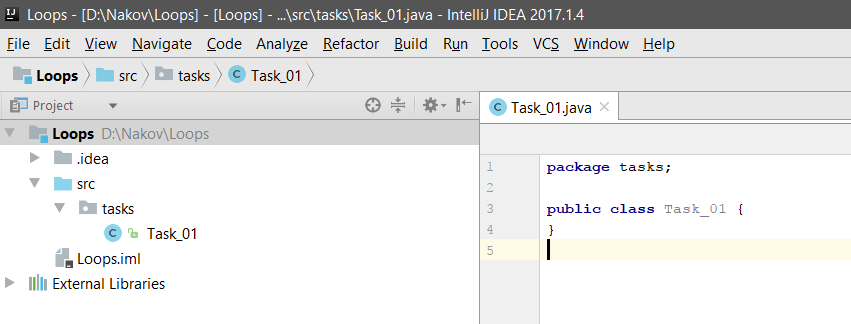 Loops - [D:\Nakov\Loops] - [Loops] - ...\src\tasks\Task_01.java - IntelliJ IDEA 2017.1.4
File Edit View Navigate Code Analyze Refactor Build Run Tools VCS Window Help
Loops src tasks Task_01
Project
Loops D:\Nakov\Loops
.idea
src
tasks
C Task_01
Loops.iml
External Libraries
C Task_01.java
1 package tasks;
2
3 public class Task_01 {
4 }
5